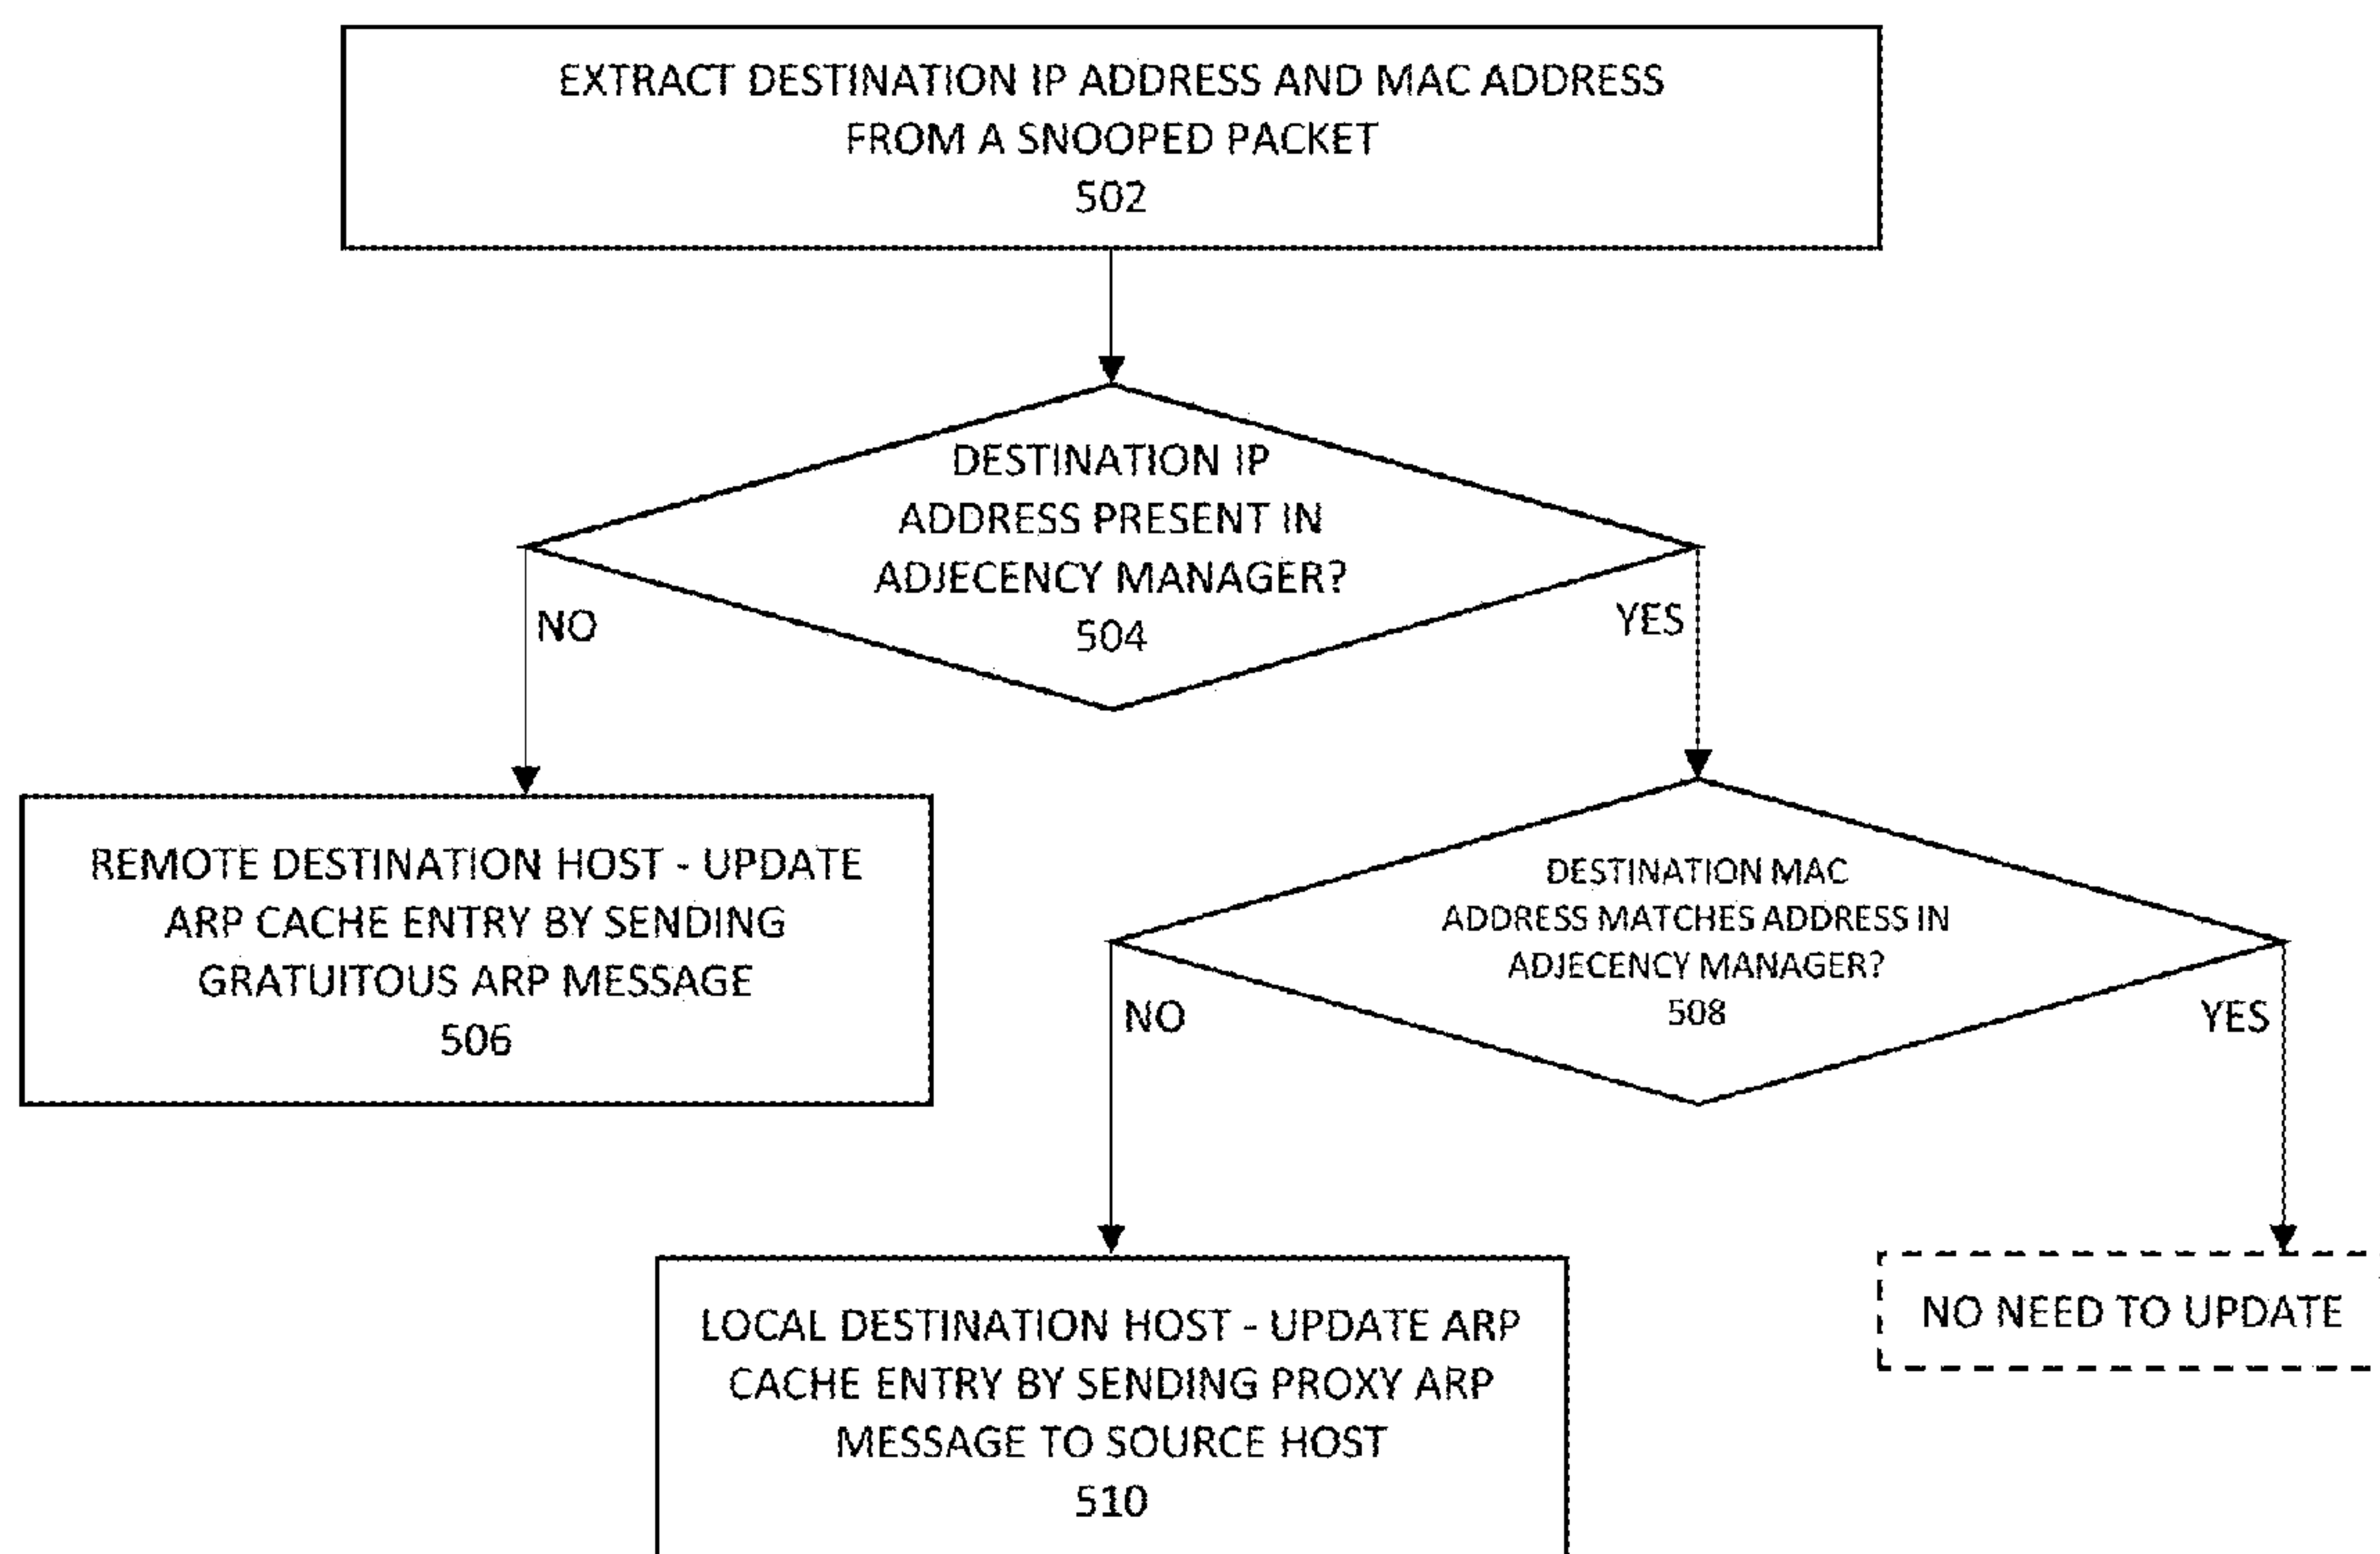 EXTRACT DESTINATION IP ADDRESS AND MAC ADDRESS
FROM A SNOOPED PACKET
502
DESTINATION IP
ADDRESS PRESENT IN
ADJECENCY MANAGER?
504
NO
YES
REMOTE DESTINATION HOST - UPDATE
ARP CACHE ENTRY BY SENDING
GRATUITOUS ARP MESSAGE
506
DESTINATION MAC
ADDRESS MATCHES ADDRESS IN
ADJECENCY MANAGER?
508
NO
YES
LOCAL DESTINATION HOST - UPDATE ARP
CACHE ENTRY BY SENDING PROXY ARP
MESSAGE TO SOURCE HOST
510
NO NEED TO UPDATE